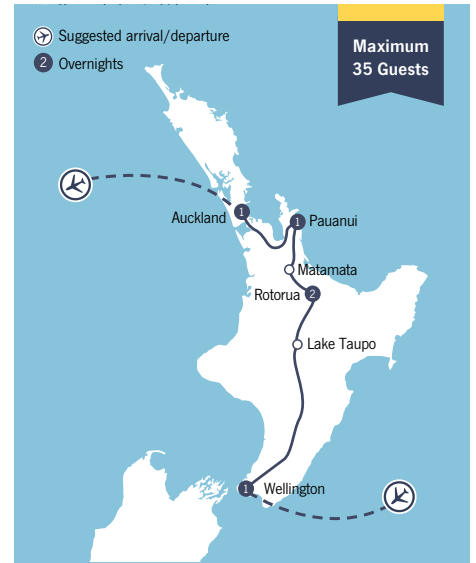 Suggested arrival/departure
2 Overnights
Maximum
35 Guests
Auckland 1
1 Pauanui
Matamata
Rotorua 2
Lake Taupo
1 Wellington